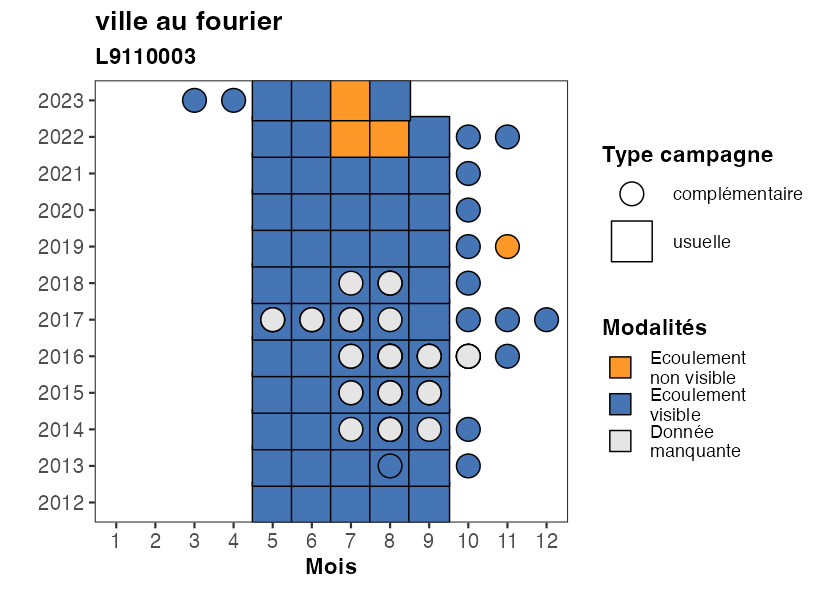 ville au fourier
L9110003
2023
2022
2021
2020
2019
2018
2017
2016
2015
2014
2013
2012
1 2 3 4 5 6 7 8 9 10 11 12
Mois
Type campagne
complémentaire
usuelle
Modalités
Ecoulement
non visible
Ecoulement
visible
Donnée
manquante